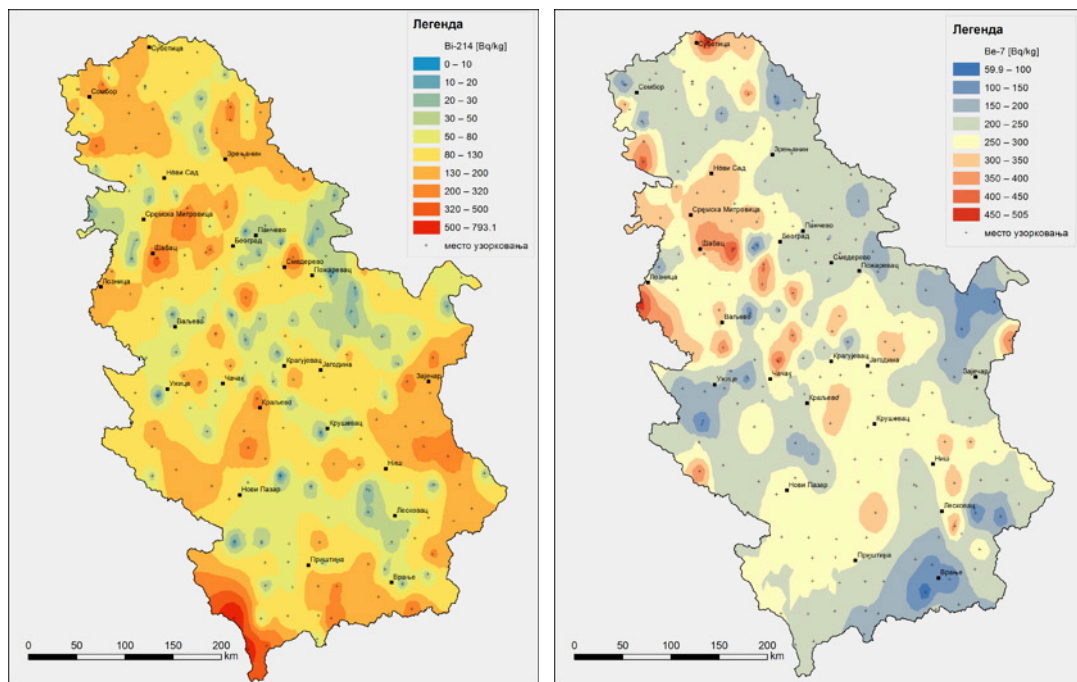 Легенда
Bi-214 [Bq/kg]
0 – 10
10 – 20
20 – 30
30 – 50
50 – 80
80 – 130
130 – 200
200 – 320
320 – 500
500 – 793.1
место узорковања
Суботица
Сомбор
Зрењанин
Нови Сад
Сремска Митровица
Панчево
Београд
Шабац
Смедерево
Пожаревац
Лозница
Ваљево
Крагујевац
Јагодина
Зајечар
Ужице
Чачак
Краљево
Крушевац
Ниш
Нови Пазар
Лесковац
Приштина
Врање
0 50 100 150 200
km
Легенда
Be-7 [Bq/kg]
59.9 – 100
100 – 150
150 – 200
200 – 250
250 – 300
300 – 350
350 – 400
400 – 450
450 – 505
место узорковања
Суботица
Сомбор
Зрењанин
Нови Сад
Сремска Митровица
Панчево
Београд
Шабац
Смедерево
Пожаревац
Лозница
Ваљево
Крагујевац
Јагодина
Зајечар
Ужице
Чачак
Краљево
Крушевац
Ниш
Нови Пазар
Лесковац
Приштина
Врање
0 50 100 150 200
km